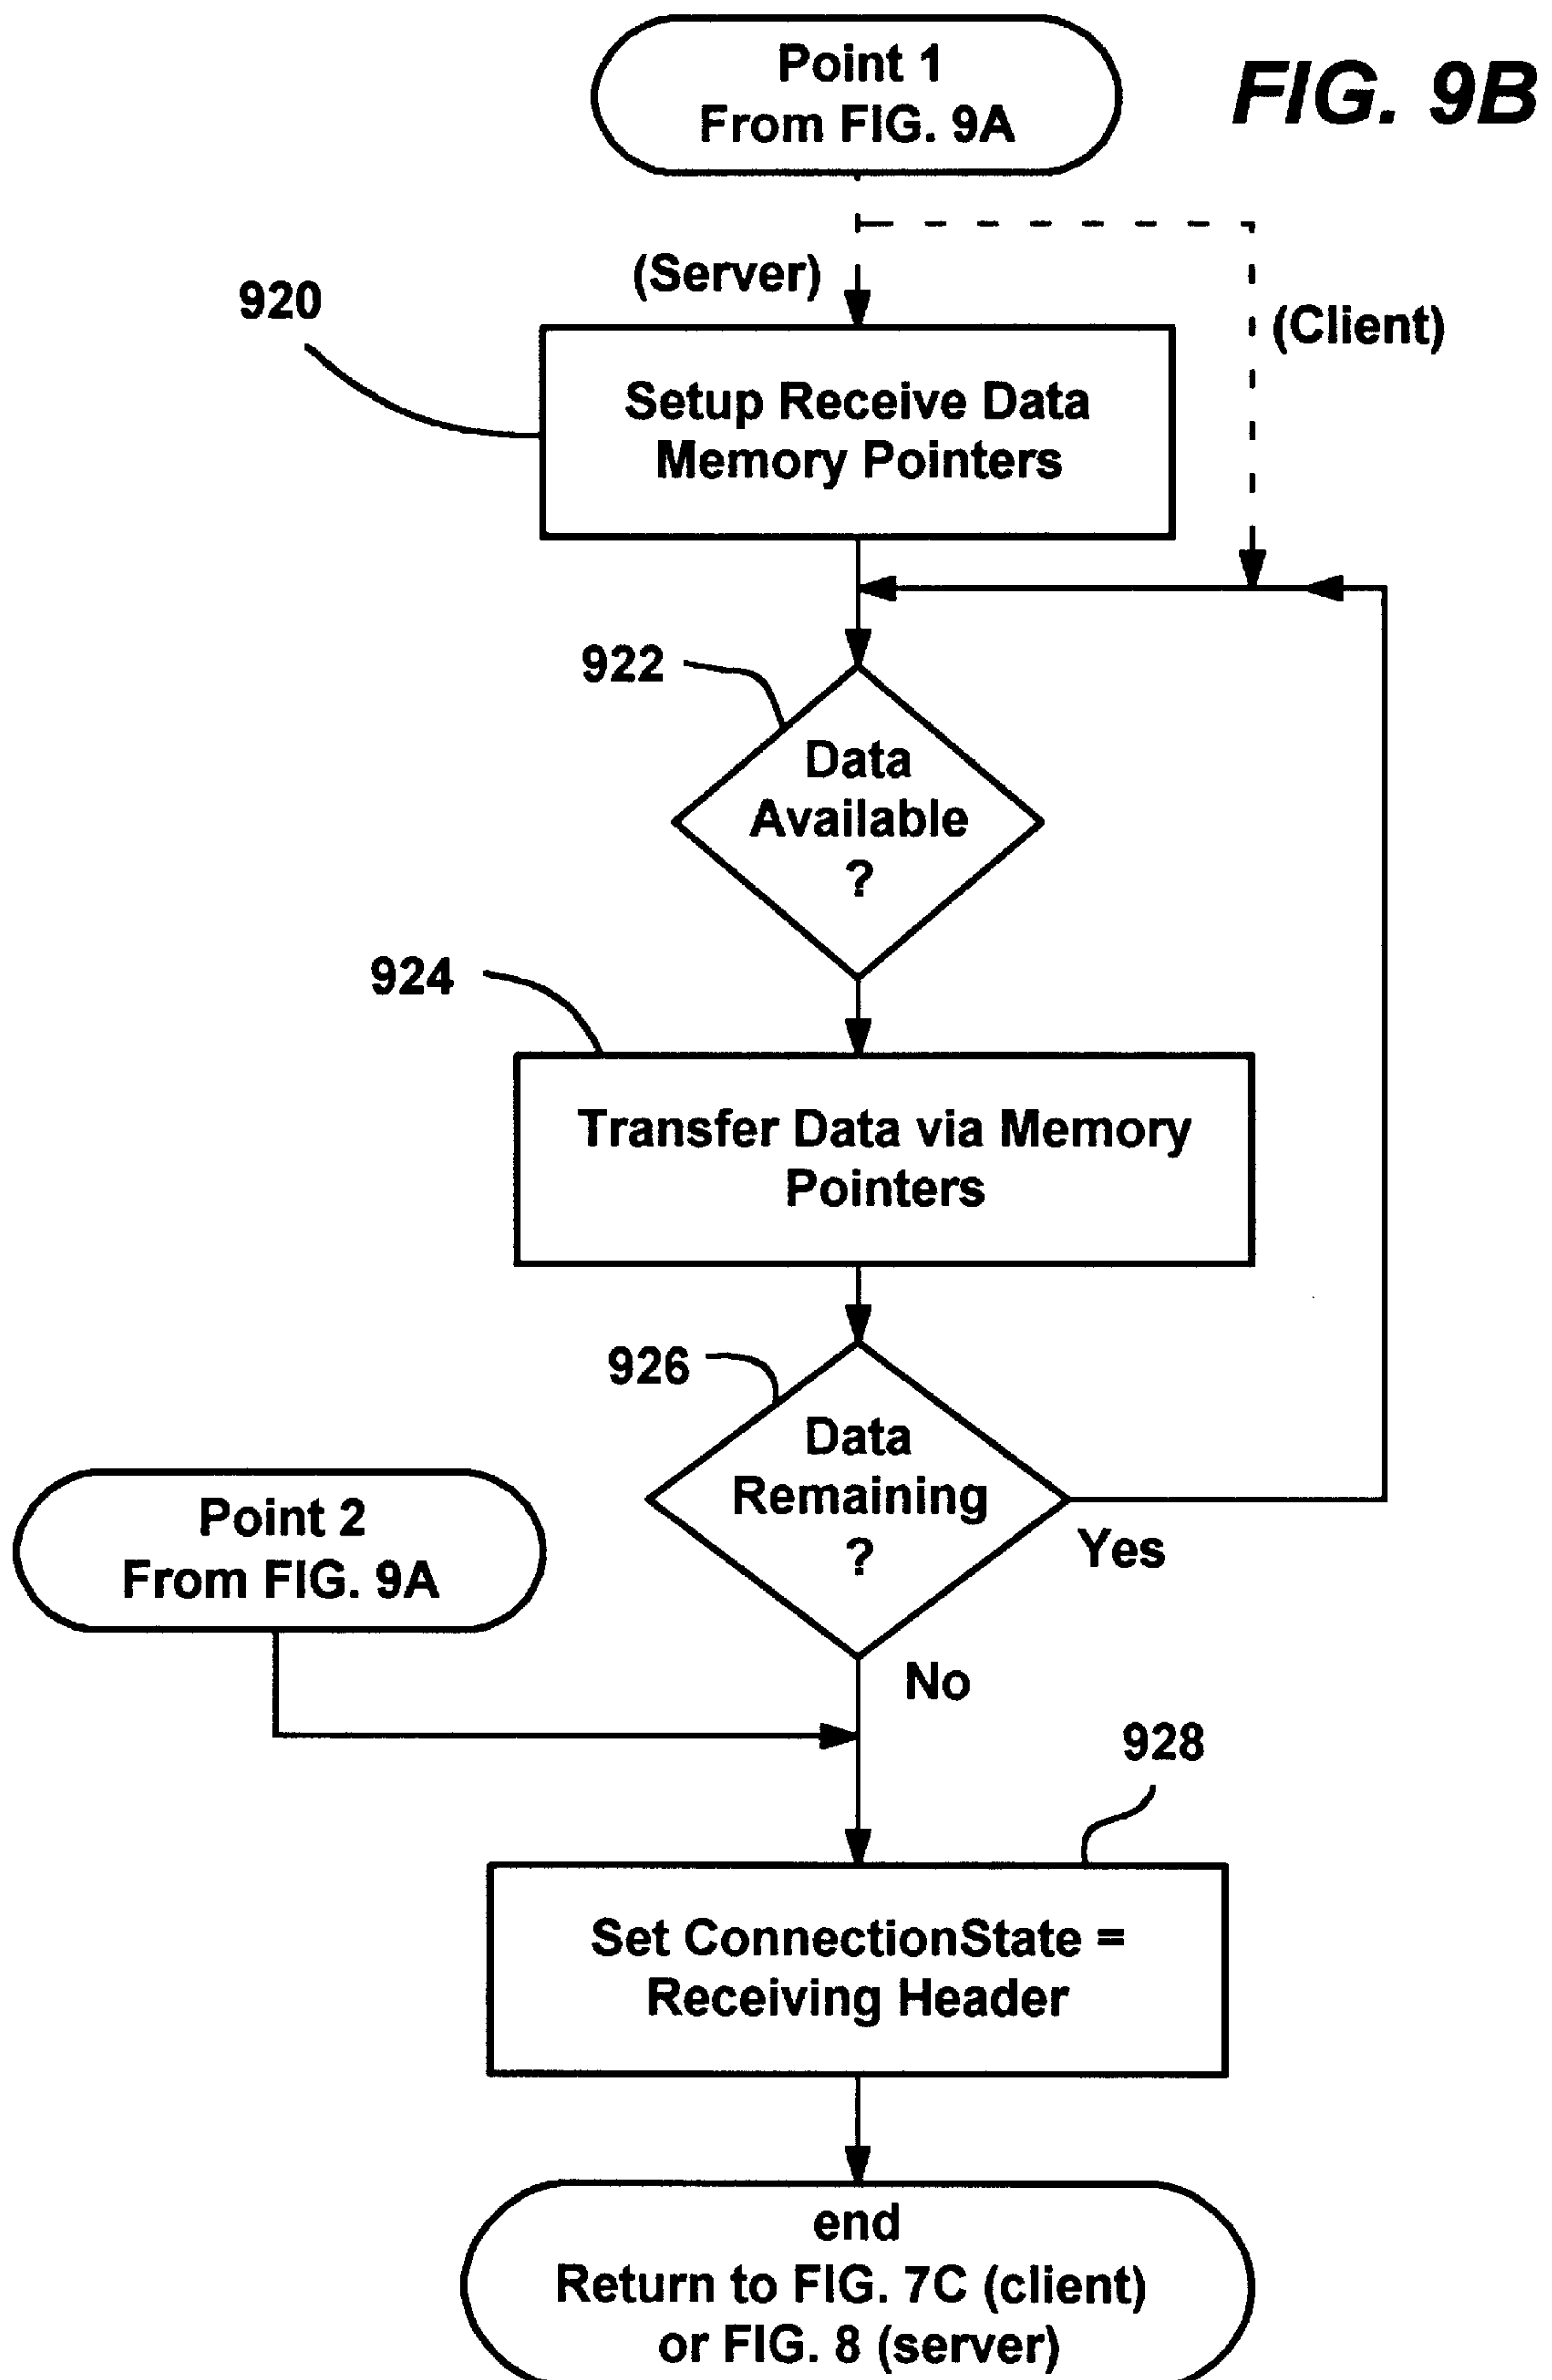 Point 1
From FIG. 9A
FIG. 9B
(Server)
(Client)
920
Setup Receive Data
Memory Pointers
922
Data
Available
?
924
Transfer Data via Memory
Pointers
926
Data
Remaining
?
Yes
Point 2
From FIG. 9A
No
928
Set ConnectionState =
Receiving Header
end
Return to FIG. 7C (client)
or FIG. 8 (server)